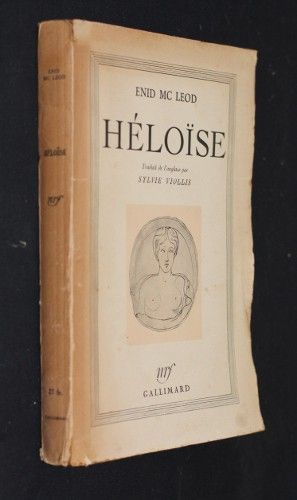 ENID
MC LEOD
HÉLOÏSE
nrf
ENID MC LEOD
HÉLOÏSE
Traduit de l'anglais par
SYLVIE VIOLLIS
nrf
GALLIMARD